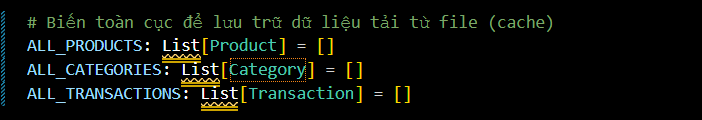 # Biến toàn cục để lưu trữ dữ liệu tải từ file (cache)
ALL_PRODUCTS: List[Product] = []
ALL_CATEGORIES: List[Category] = []
ALL_TRANSACTIONS: List[Transaction] = []